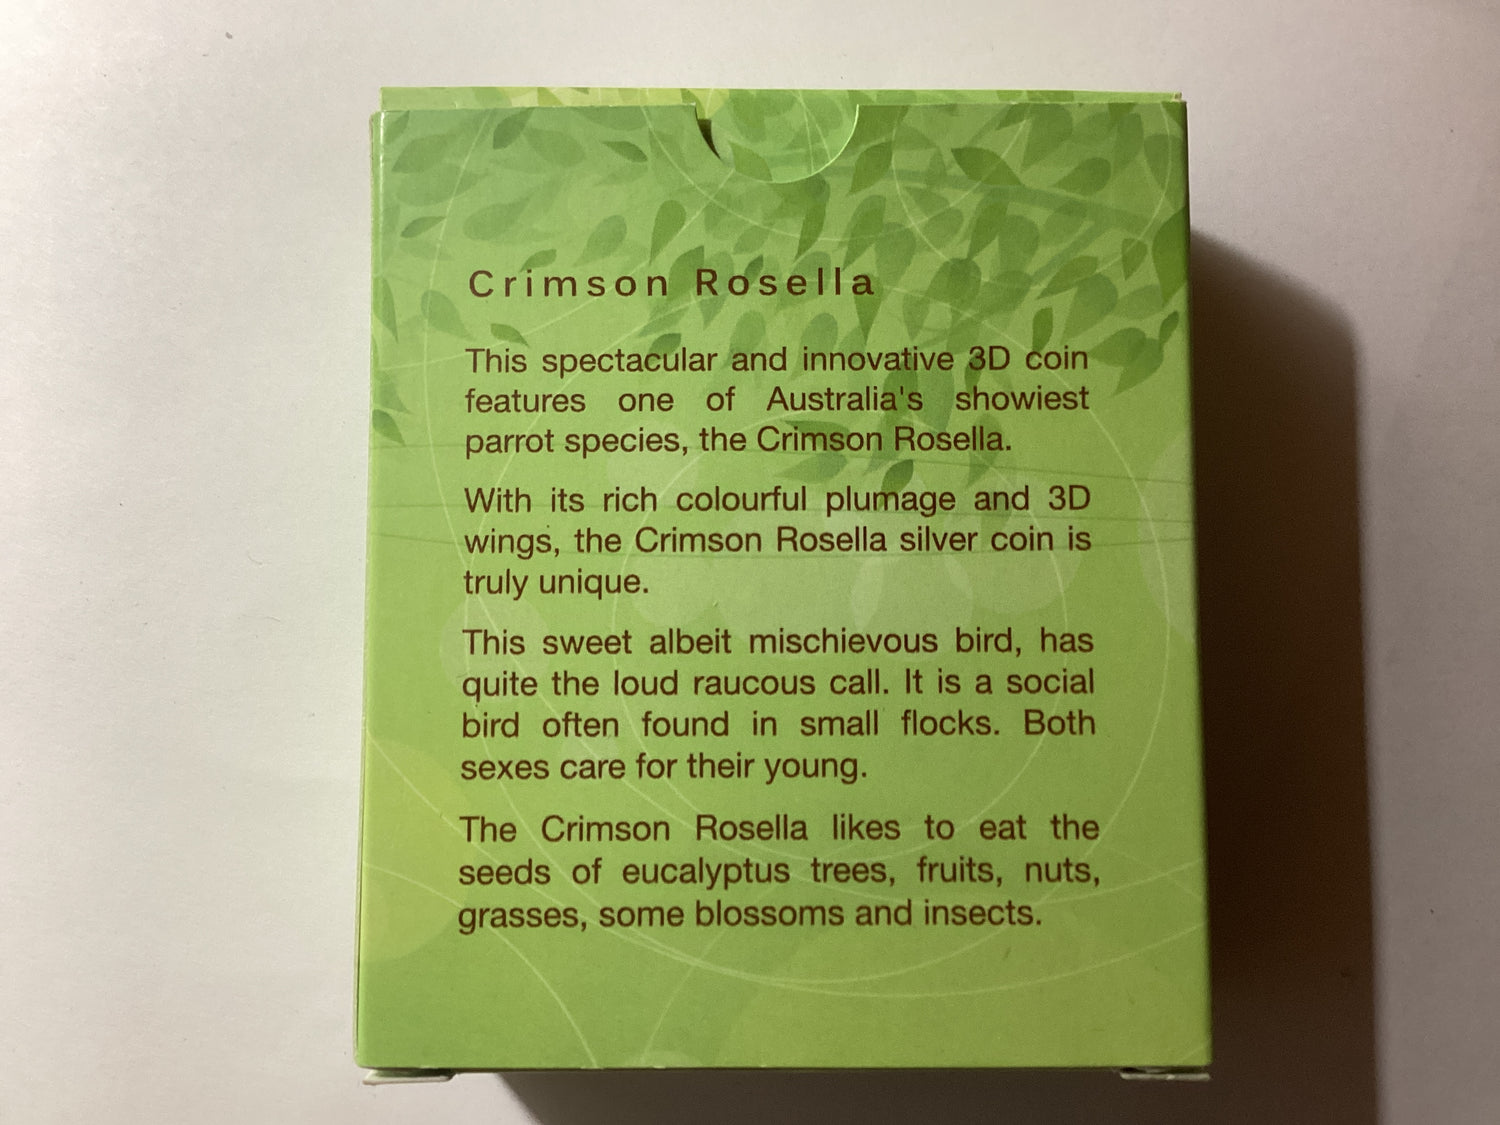 Crimson Rosella
This spectacular and innovative 3D coin
features one of Australia's showiest
parrot species, the Crimson Rosella.
With its rich colourful plumage and 3D
wings, the Crimson Rosella silver coin is
truly unique.
This sweet albeit mischievous bird, has
quite the loud raucous call. It is a social
bird often found in small flocks. Both
sexes care for their young.
The Crimson Rosella likes to eat the
seeds of eucalyptus trees, fruits, nuts,
grasses, some blossoms and insects.